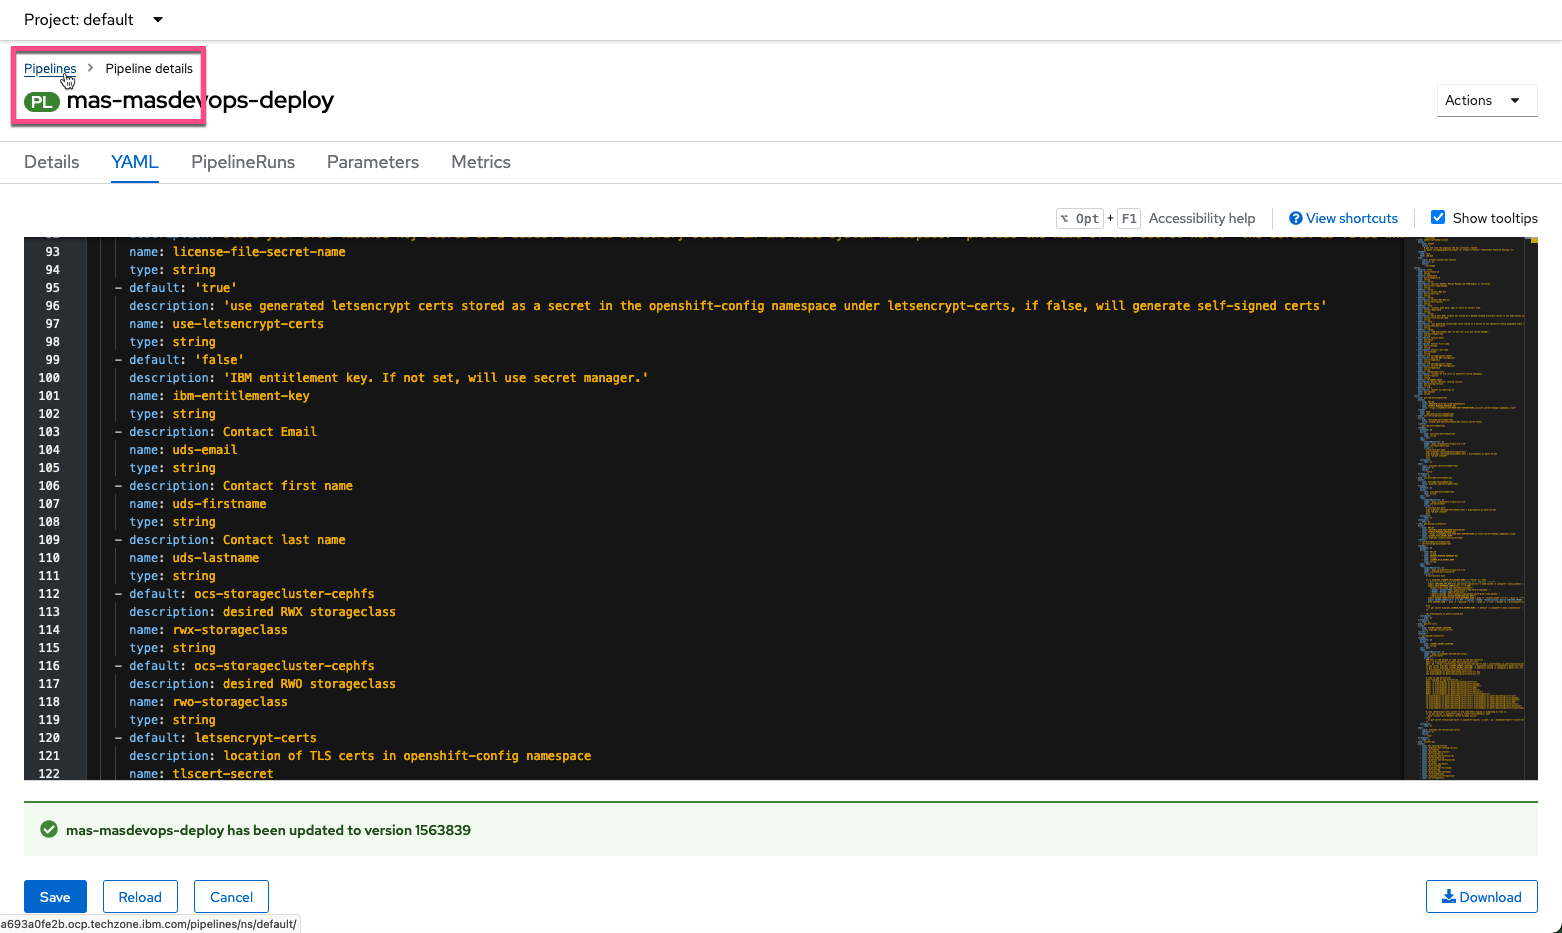 Project: default
Pipelines > Pipeline details
PL mas-masdevops-deploy
Actions
Details YAML PipelineRuns Parameters Metrics
⌥ Opt + F1 Accessibility help View shortcuts Show tooltips
93 name: license-file-secret-name
94 type: string
95 - default: 'true'
96 description: 'use generated letsencrypt certs stored as a secret in the openshift-config namespace under letsencrypt-certs, if false, will generate self-signed certs'
97 name: use-letsencrypt-certs
98 type: string
99 - default: 'false'
100 description: 'IBM entitlement key. If not set, will use secret manager.'
101 name: ibm-entitlement-key
102 type: string
103 - description: Contact Email
104 name: uds-email
105 type: string
106 - description: Contact first name
107 name: uds-firstname
108 type: string
109 - description: Contact last name
110 name: uds-lastname
111 type: string
112 - default: ocs-storagecluster-cephfs
113 description: desired RWX storageclass
114 name: rwx-storageclass
115 type: string
116 - default: ocs-storagecluster-cephfs
117 description: desired RWO storageclass
118 name: rwo-storageclass
119 type: string
120 - default: letsencrypt-certs
121 description: location of TLS certs in openshift-config namespace
122 name: tlscert-secret
mas-masdevops-deploy has been updated to version 1563839
Save Reload Cancel Download
a693a0fe2b.ocp.techzone.ibm.com/pipelines/ns/default/